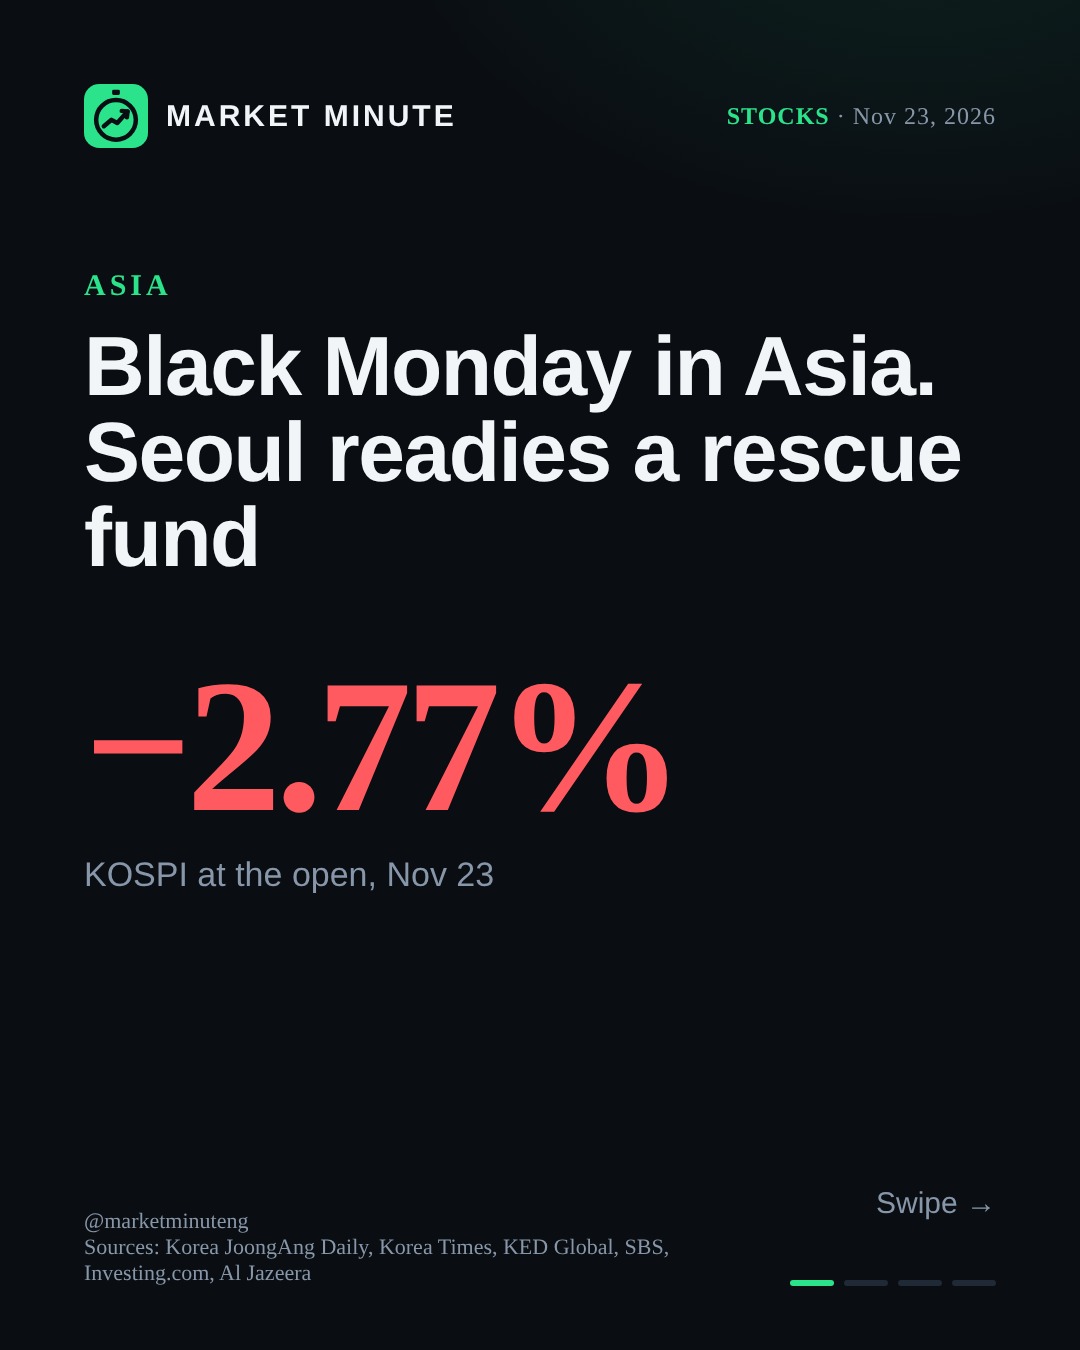 MARKET MINUTE
STOCKS · Nov 23, 2026
ASIA
Black Monday in Asia.
Seoul readies a rescue
fund
−2.77%
KOSPI at the open, Nov 23
Swipe →
@marketminuteng
Sources: Korea JoongAng Daily, Korea Times, KED Global, SBS,
Investing.com, Al Jazeera